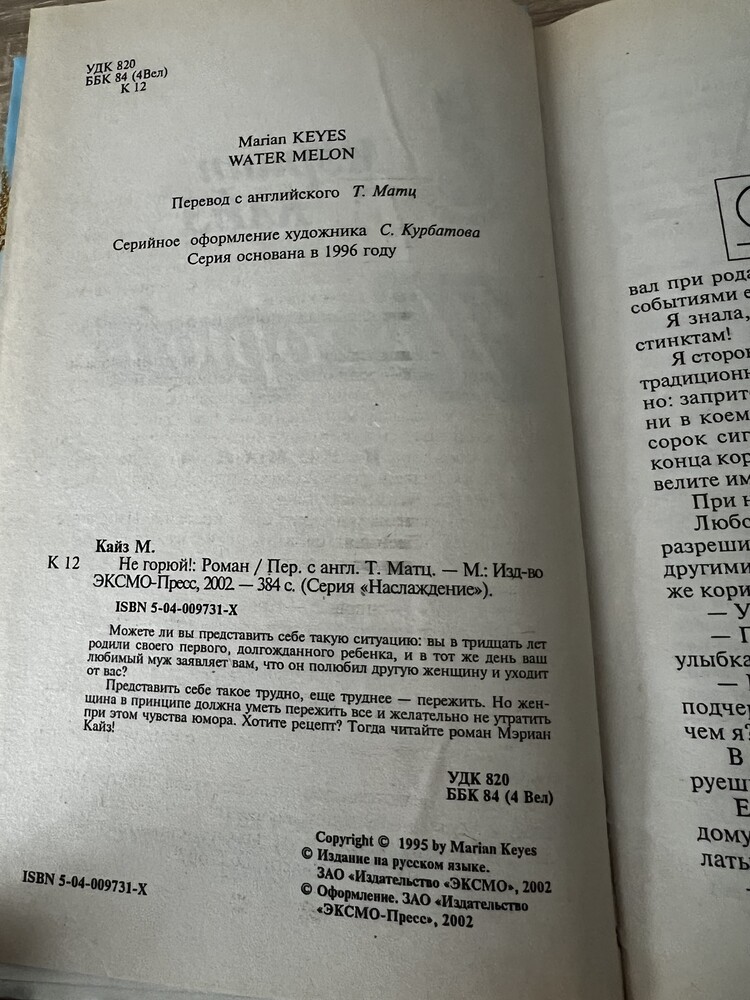 УДК 820
ББК 84 (4Вел)
К 12
Marian KEYES
WATER MELON
Перевод с английского Т. Матц
Серийное оформление художника С. Курбатова
Серия основана в 1996 году
Кайз М.
К 12 Не горюй!: Роман / Пер. с англ. Т. Матц. — М.: Изд-во
ЭКСМО-Пресс, 2002. — 384 с. (Серия «Наслаждение»).
ISBN 5-04-009731-X
Можете ли вы представить себе такую ситуацию: вы в тридцать лет
родили своего первого, долгожданного ребенка, и в тот же день ваш
любимый муж заявляет вам, что он полюбил другую женщину и уходит
от вас?
Представить себе такое трудно, еще труднее — пережить. Но жен-
щина в принципе должна уметь пережить все и желательно не утратить
при этом чувства юмора. Хотите рецепт? Тогда читайте роман Мэриан
Кайз!
УДК 820
ББК 84 (4 Вел)
Copyright © 1995 by Marian Keyes
© Издание на русском языке.
ЗАО «Издательство «ЭКСМО», 2002
© Оформление. ЗАО «Издательство
«ЭКСМО-Пресс», 2002
ISBN 5-04-009731-X
вал при рода
событиями
Я знала,
стинктам!
Я сторон
традиционн
но: заприт
ни в коем
сорок сиг
конца кор
велите им
При н
Любо
разреши
другими
же кори
— У
— П
улыбка
—
подчер
чем я?
В
руешь
Е
дому
лать